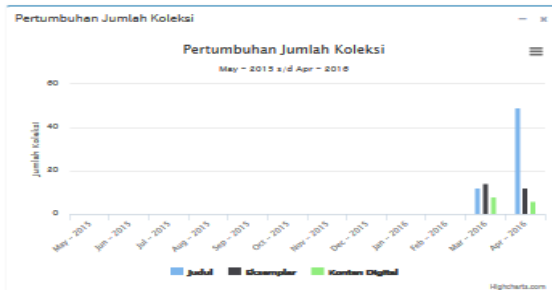 Pertumbuhan Jumlah Koleksi
Pertumbuhan Jumlah Koleksi
May - 2015 s/d Apr - 2016
Jumlah Koleksi
60
40
20
0
May - 2015
Jun - 2015
Jul - 2015
Aug - 2015
Sep - 2015
Oct - 2015
Nov - 2015
Dec - 2015
Jan - 2016
Feb - 2016
Mar - 2016
Apr - 2016
Judul Eksemplar Konten Digital
Highcharts.com